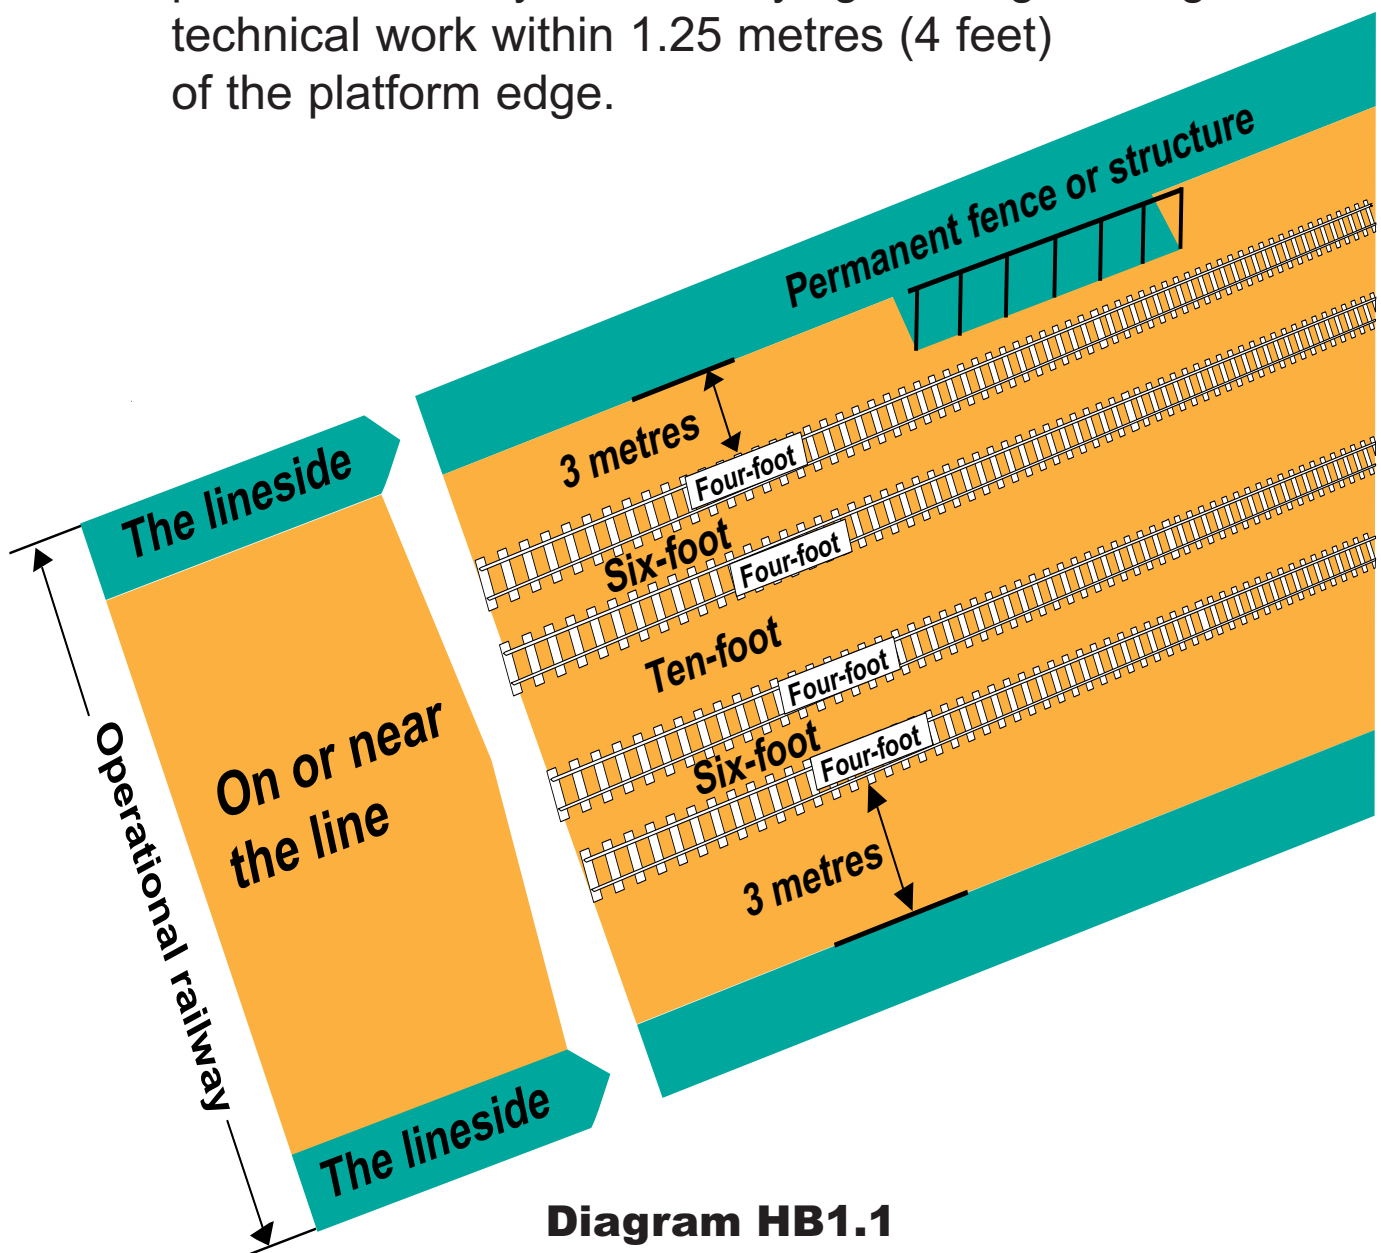 technical work within 1.25 metres (4 feet)
of the platform edge.
Permanent fence or structure
3 metres
Four-foot
The lineside
Six-foot
Four-foot
Ten-foot
Four-foot
On or near
the line
Six-foot
Four-foot
Operational railway
3 metres
The lineside
Diagram HB1.1